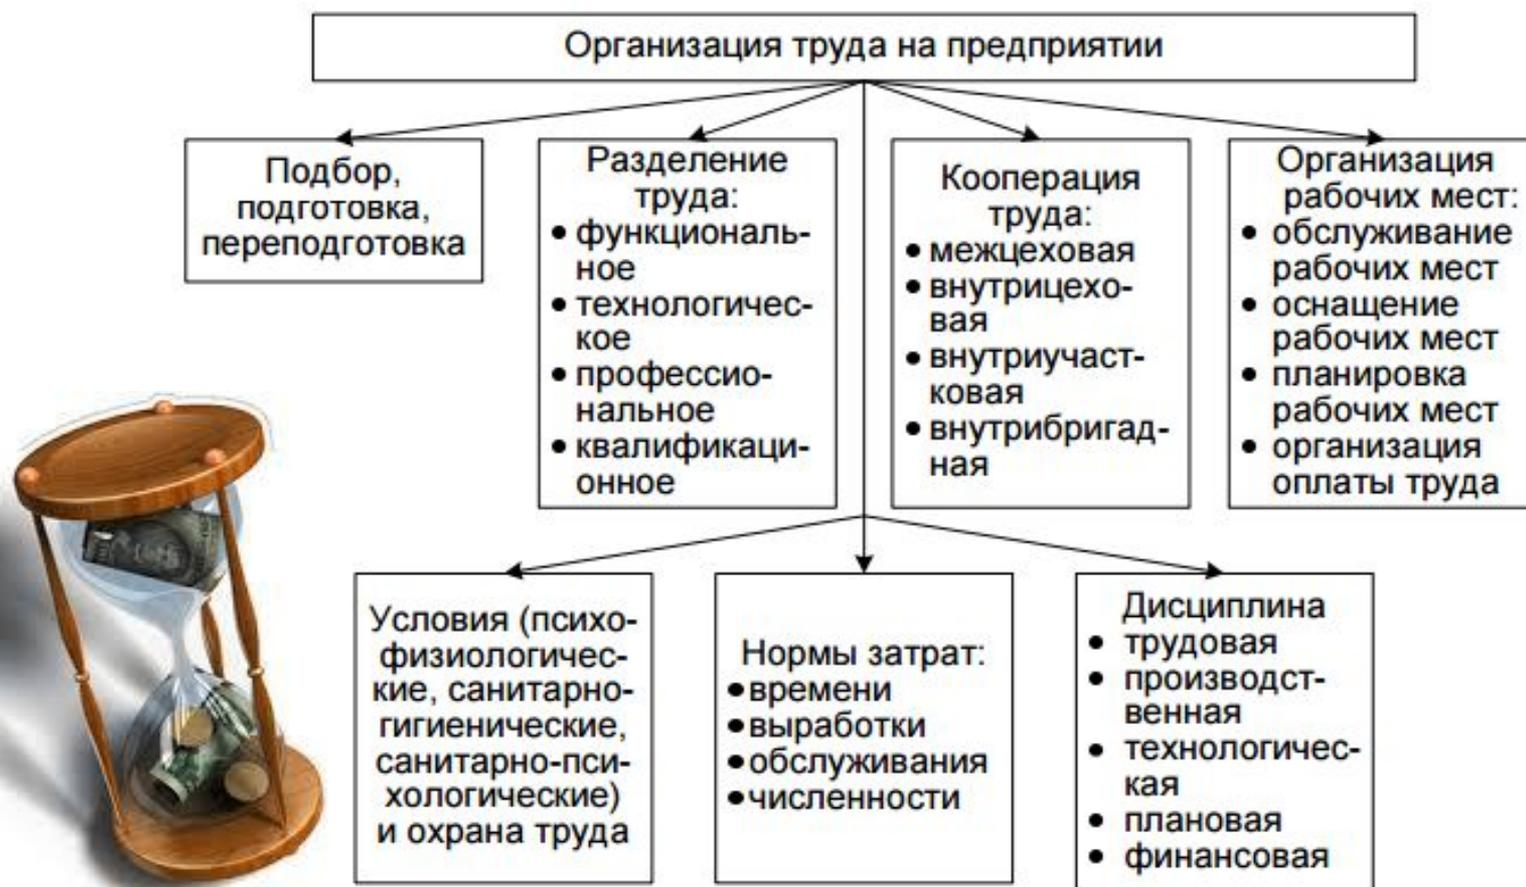 Организация труда на предприятии
Подбор,
подготовка,
переподготовка
Разделение
труда:
• функциональ-
ное
• технологичес-
кое
• профессио-
нальное
• квалификаци-
онное
Кооперация
труда:
• межцеховая
• внутрицехо-
вая
• внутриучаст-
ковая
• внутрибригад-
ная
Организация
рабочих мест:
• обслуживание
рабочих мест
• оснащение
рабочих мест
• планировка
рабочих мест
• организация
оплаты труда
Условия (психо-
физиологичес-
кие, санитарно-
гигиенические,
санитарно-пси-
хологические)
и охрана труда
Нормы затрат:
• времени
• выработки
• обслуживания
• численности
Дисциплина
• трудовая
• производст-
венная
• технологичес-
кая
• плановая
• финансовая